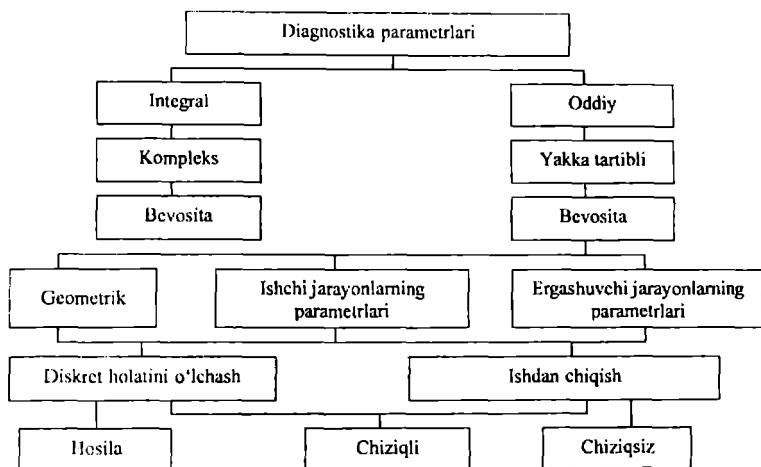 Diagnostika parametrlari
Integral
Oddiy
Kompleks
Yakka tartibli
Bevosita
Bevosita
Geometrik
Ishchi jarayonlarning
parametrlari
Ergashuvchi jarayonlarning
parametrlari
Diskret holatini o‘lchash
Ishdan chiqish
Hosila
Chiziqli
Chiziqsiz